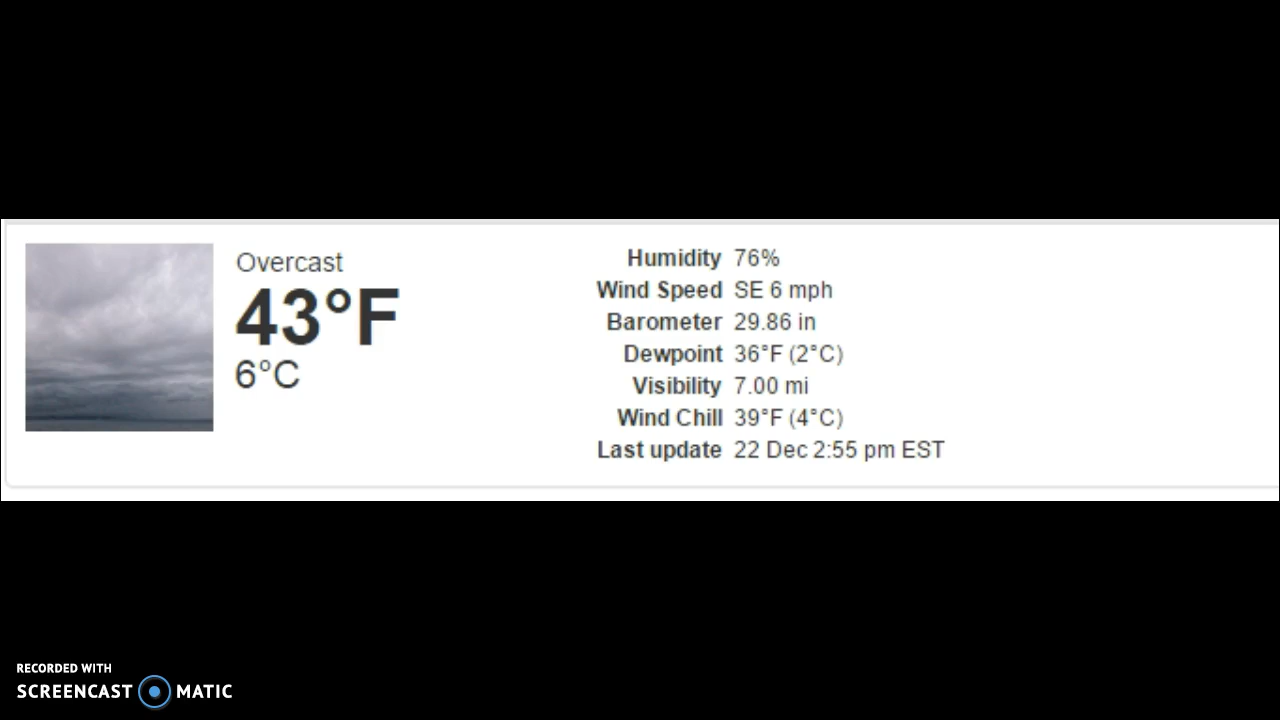 Overcast
43°F
6°C
Humidity 76%
Wind Speed SE 6 mph
Barometer 29.86 in
Dewpoint 36°F (2°C)
Visibility 7.00 mi
Wind Chill 39°F (4°C)
Last update 22 Dec 2:55 pm EST
RECORDED WITH
SCREENCAST MATIC